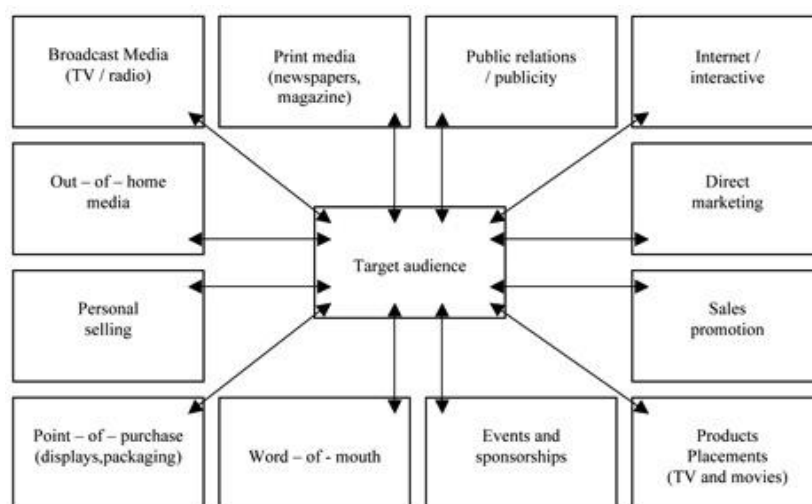 Broadcast Media
(TV / radio)
Print media
(newspapers,
magazine)
Public relations
/ publicity
Internet /
interactive
Out – of – home
media
Direct
marketing
Target audience
Personal
selling
Sales
promotion
Point – of – purchase
(displays,packaging)
Word – of - mouth
Events and
sponsorships
Products
Placements
(TV and movies)